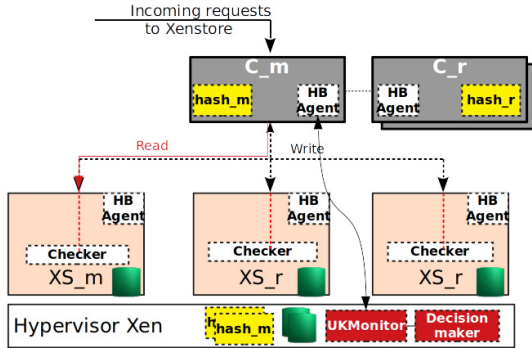 Incoming requests
to Xenstore
C_m
hash_m
HB
Agent
C_r
HB
Agent
hash_r
Read
Write
HB
Agent
Checker
XS_m
HB
Agent
Checker
XS_r
HB
Agent
Checker
XS_r
Hypervisor Xen
hash_m
UKMonitor
Decision
maker